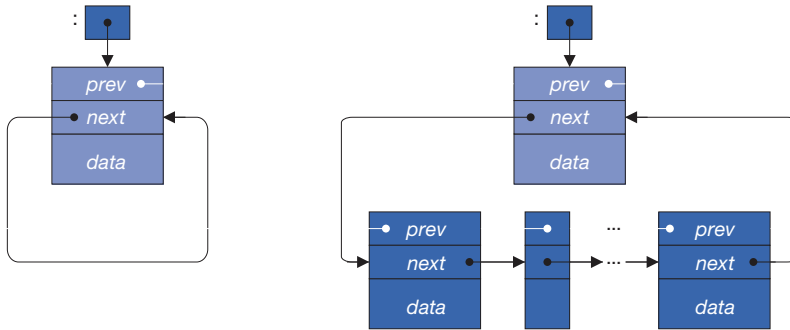 :
prev
next
data
:
prev
next
data
prev
next
data
...
...
prev
next
data